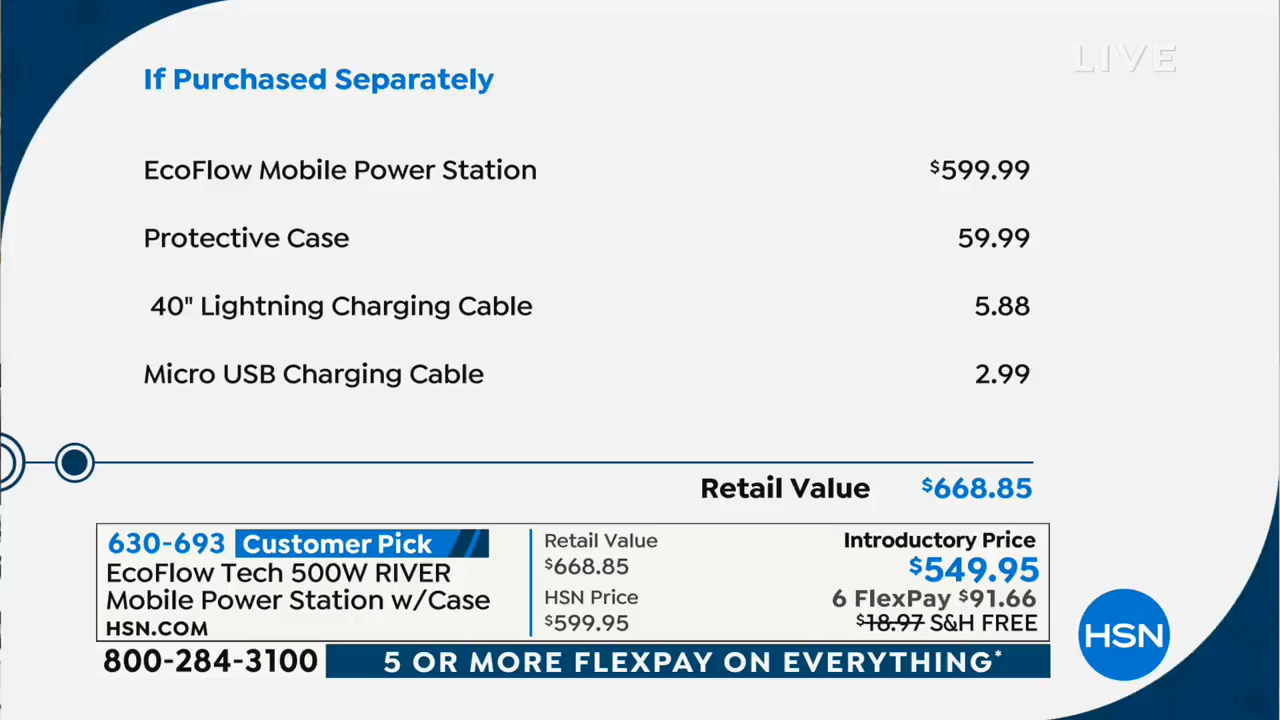 LIVE
If Purchased Separately
EcoFlow Mobile Power Station $599.99
Protective Case 59.99
40" Lightning Charging Cable 5.88
Micro USB Charging Cable 2.99
Retail Value $668.85
630-693 Customer Pick
EcoFlow Tech 500W RIVER
Mobile Power Station w/Case
HSN.COM
Retail Value
$668.85
HSN Price
$599.95
Introductory Price
$549.95
6 FlexPay $91.66
$18.97 S&H FREE
HSN
800-284-3100 5 OR MORE FLEXPAY ON EVERYTHING*